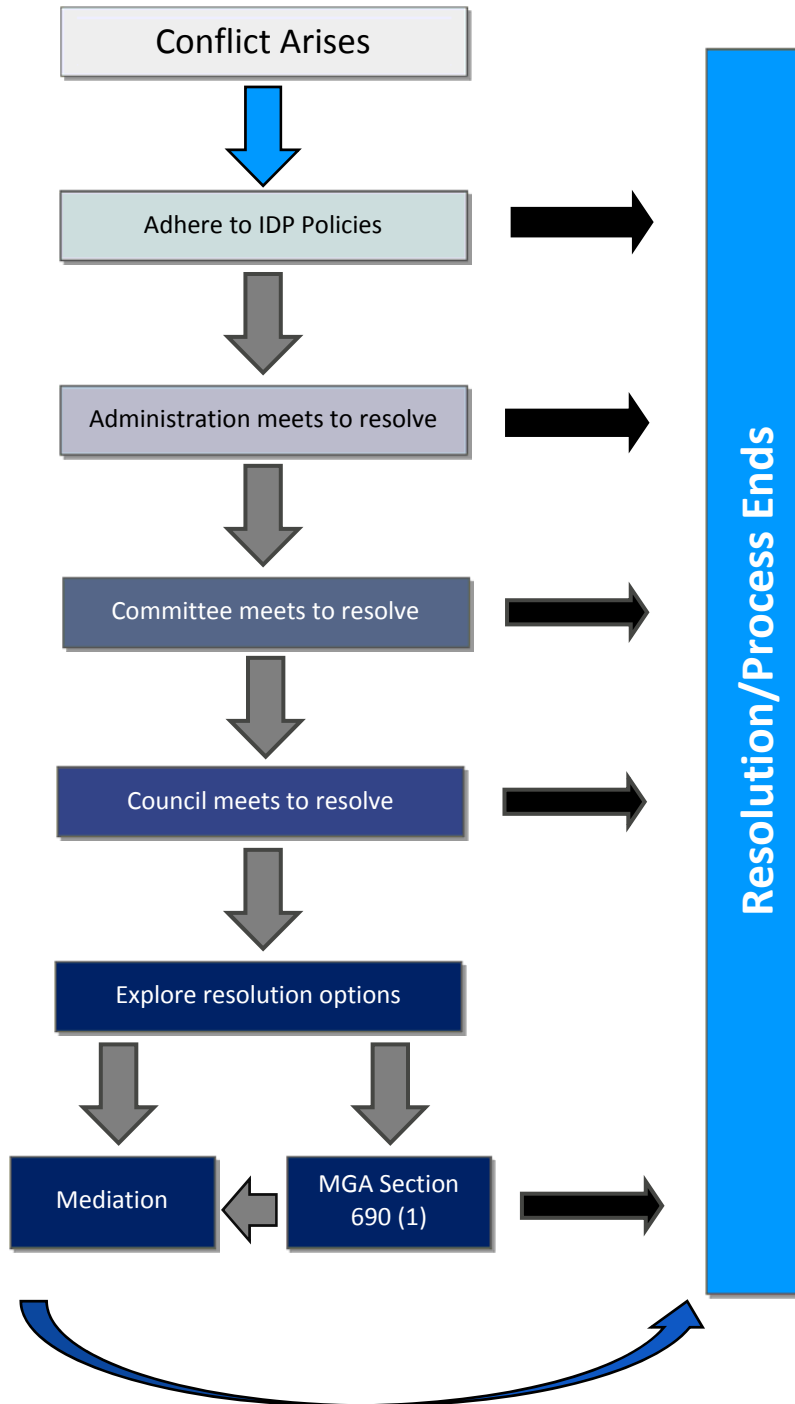 Conflict Arises
Adhere to IDP Policies
Administration meets to resolve
Committee meets to resolve
Council meets to resolve
Explore resolution options
Mediation
MGA Section
690 (1)
Resolution/Process Ends